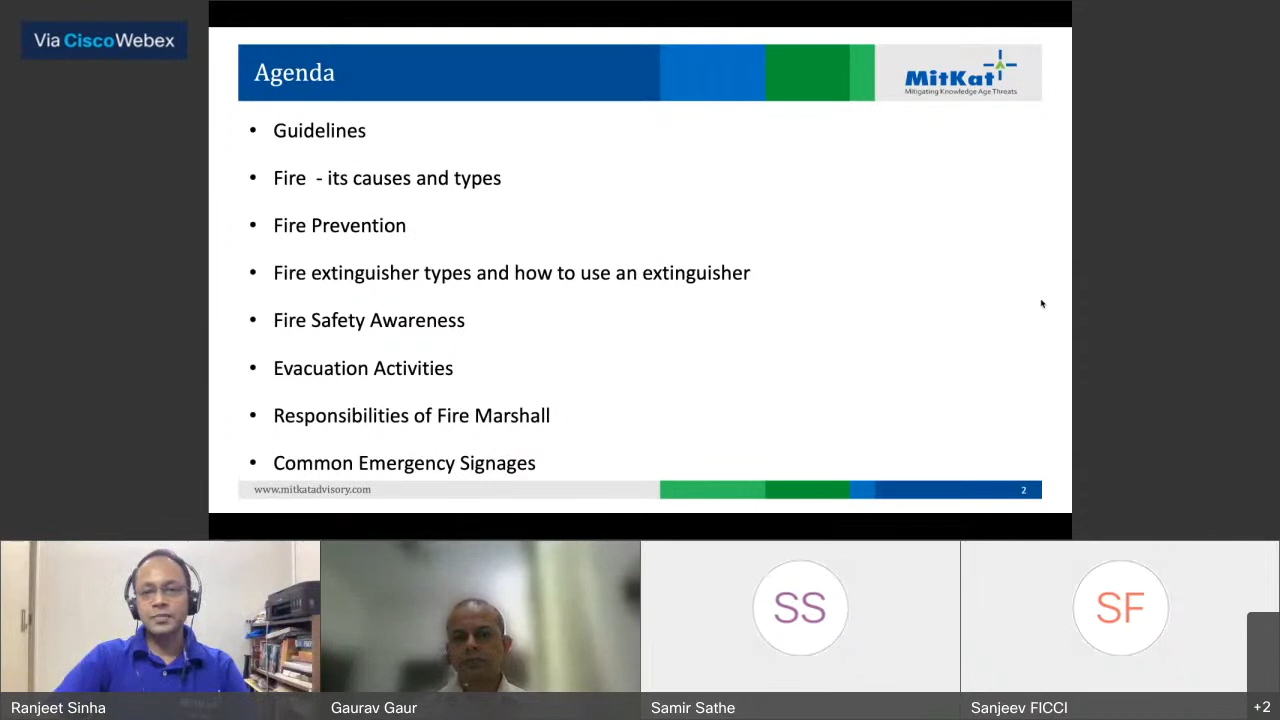 Via CiscoWebex
Agenda
MitKat
Mitigating Knowledge Age Threats
• Guidelines
• Fire - its causes and types
• Fire Prevention
• Fire extinguisher types and how to use an extinguisher
• Fire Safety Awareness
• Evacuation Activities
• Responsibilities of Fire Marshall
• Common Emergency Signages
www.mitkatadvisory.com
2
SS
SF
Ranjeet Sinha
Gaurav Gaur
Samir Sathe
Sanjeev FICCI
+2